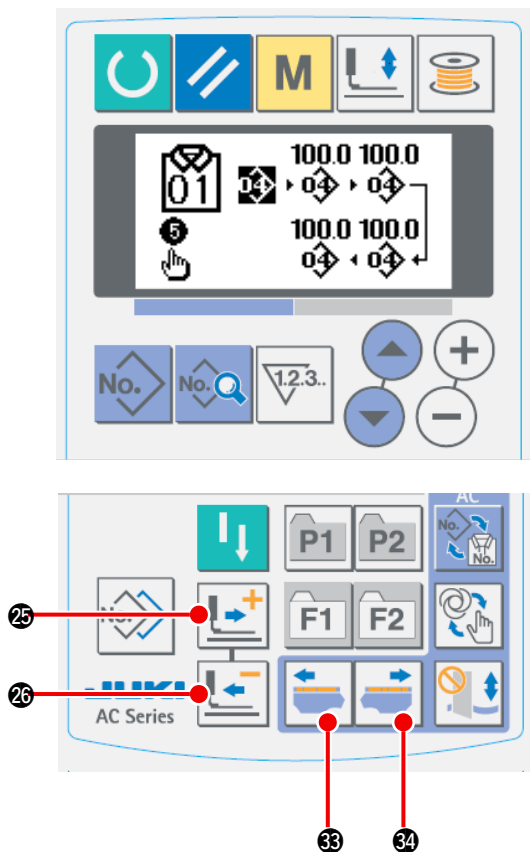 M
100.0 100.0
01 04 04 04
5 100.0 100.0
04 04
No. No. 1.2.3.. + −
AC
P1 P2 No. No.
No. + F1 F2
25
26 −
JUKI
AC Series
33 34